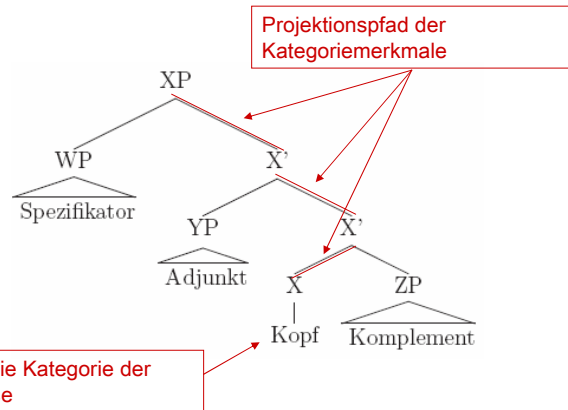 Projektionspfad der
Kategoriemerkmale
XP
WP X'
Spezifikator
YP X'
Adjunkt X ZP
Kopf Komplement
ie Kategorie der
e